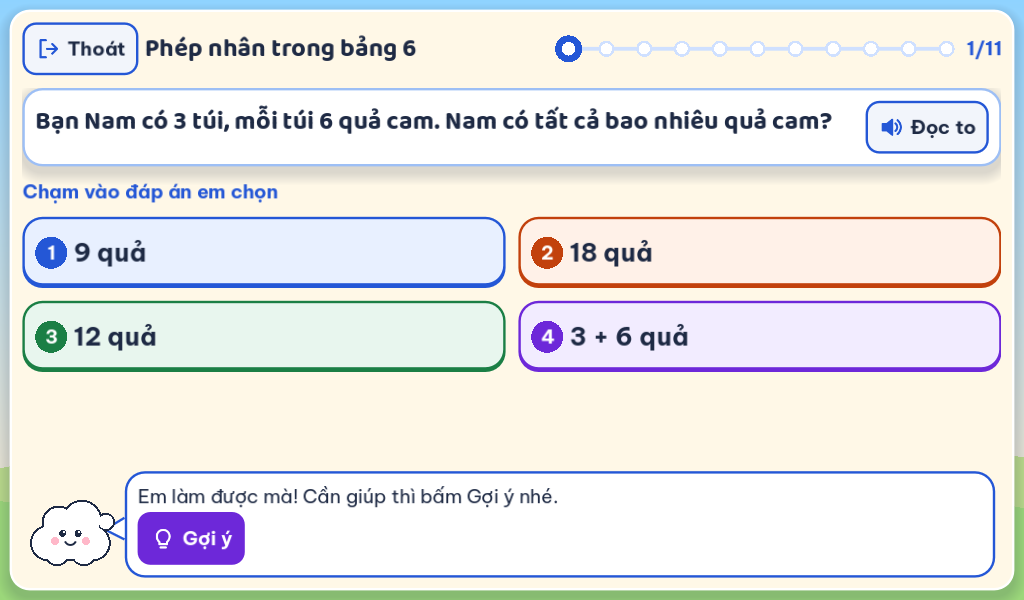 Thoát
Phép nhân trong bảng 6
1/11
Bạn Nam có 3 túi, mỗi túi 6 quả cam. Nam có tất cả bao nhiêu quả cam?
Đọc to
Chạm vào đáp án em chọn
1 9 quả
2 18 quả
3 12 quả
4 3 + 6 quả
Em làm được mà! Cần giúp thì bấm Gợi ý nhé.
Gợi ý